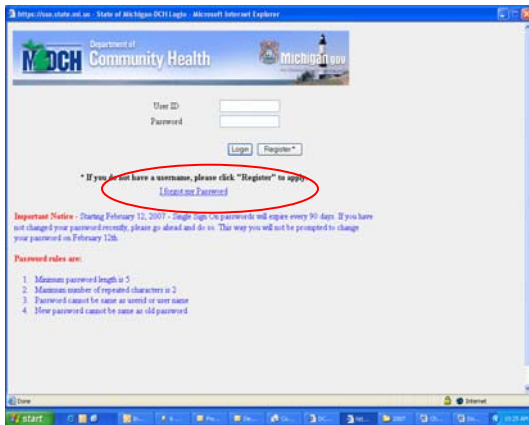 https://sso.state.mi.us - State of Michigan DCH Login - Microsoft Internet Explorer
MDCH Department of
Community Health
Michigan.gov
User ID
Password
Login Register*
* If you do not have a username, please click "Register" to apply
I forgot my Password
Important Notice - Starting February 12, 2007 - Single Sign On passwords will expire every 90 days. If you have
not changed your password recently, please go ahead and do so. This way you will not be prompted to change
your password on February 12th.
Password rules are:
1. Minimum password length is 5
2. Maximum number of repeated characters is 2
3. Password cannot be same as userid or user name
4. New password cannot be same as old password
Done
Internet
start
2007
10:25 AM